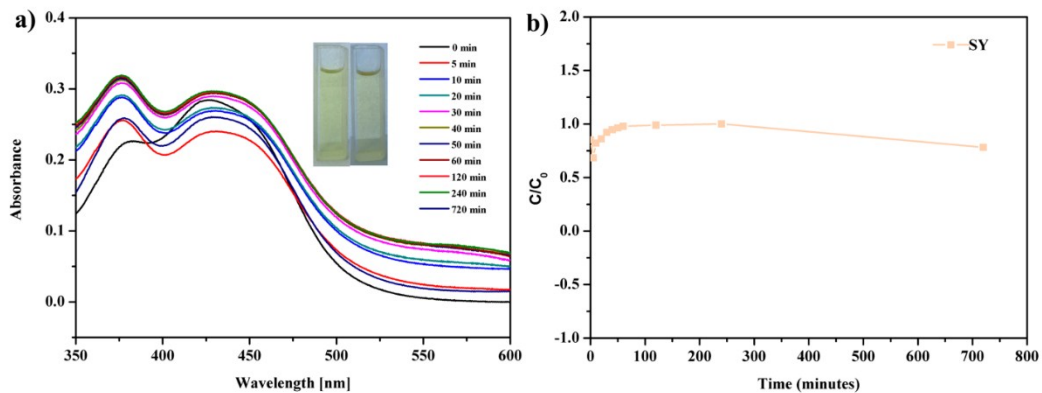 a)
0.4
0.3
0.2
0.1
0.0
Absorbance
350
400
450
500
550
600
Wavelength [nm]
0 min
5 min
10 min
20 min
30 min
40 min
50 min
60 min
120 min
240 min
720 min
b)
2.0
1.5
1.0
0.5
0.0
-0.5
-1.0
C/C0
0
100
200
300
400
500
600
700
800
Time (minutes)
SY